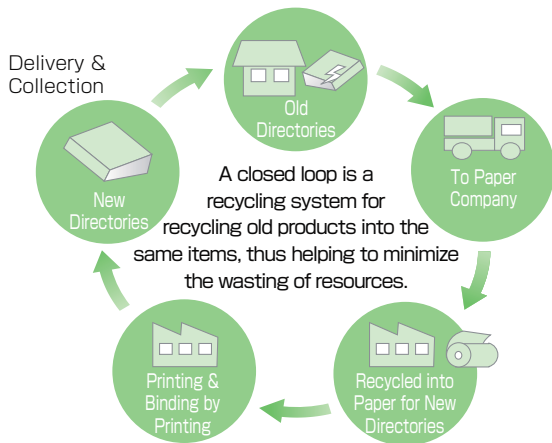 Delivery &
Collection
Old
Directories
To Paper
Company
Recycled into
Paper for New
Directories
Printing &
Binding by
Printing
New
Directories
A closed loop is a
recycling system for
recycling old products into the
same items, thus helping to minimize
the wasting of resources.